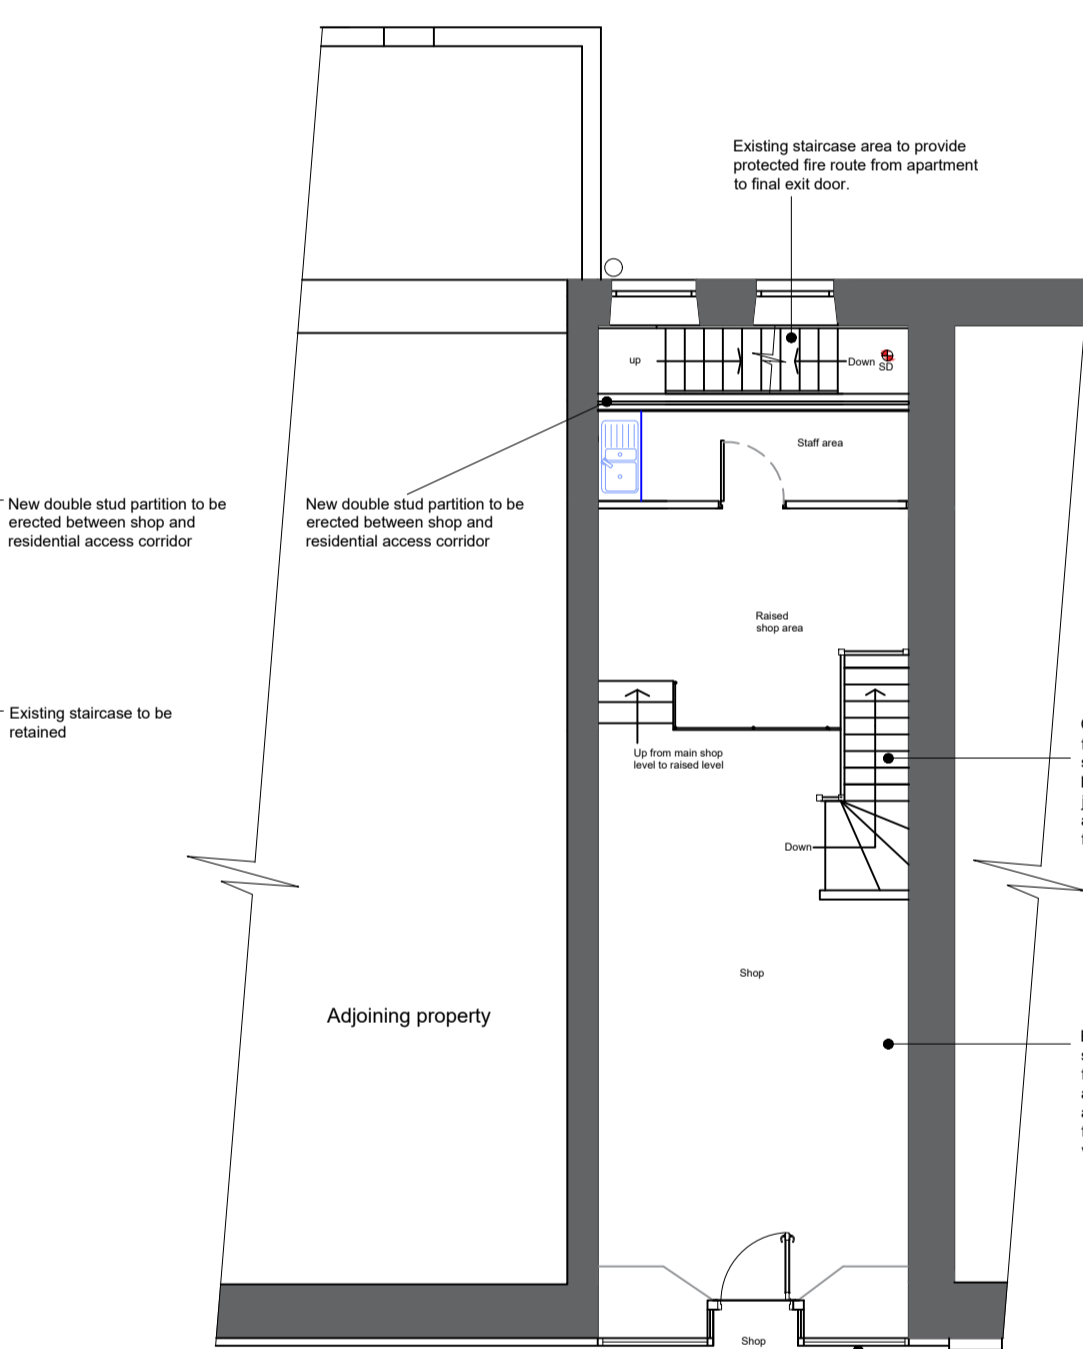 Existing staircase area to provide
protected fire route from apartment
to final exit door.
up
Down
SD
Staff area
New double stud partition to be
erected between shop and
residential access corridor
New double stud partition to be
erected between shop and
residential access corridor
Raised
shop area
Existing staircase to be
retained
Up from main shop
level to raised level
Down
Shop
Adjoining property
Shop